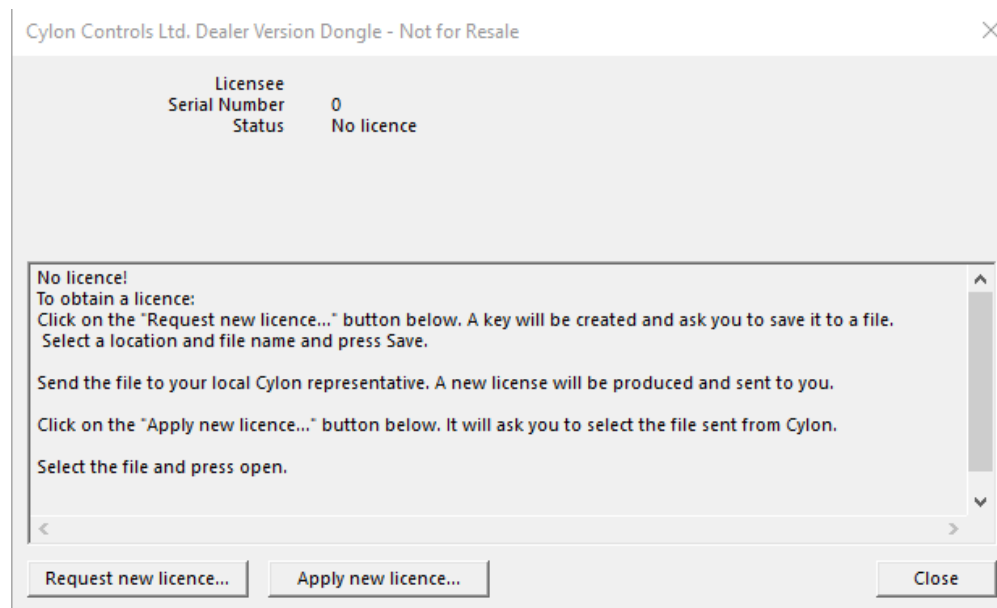 Cylon Controls Ltd. Dealer Version Dongle - Not for Resale
Licensee
Serial Number 0
Status No licence
No licence!
To obtain a licence:
Click on the "Request new licence..." button below. A key will be created and ask you to save it to a file.
Select a location and file name and press Save.
Send the file to your local Cylon representative. A new license will be produced and sent to you.
Click on the "Apply new licence..." button below. It will ask you to select the file sent from Cylon.
Select the file and press open.
Request new licence... Apply new licence... Close